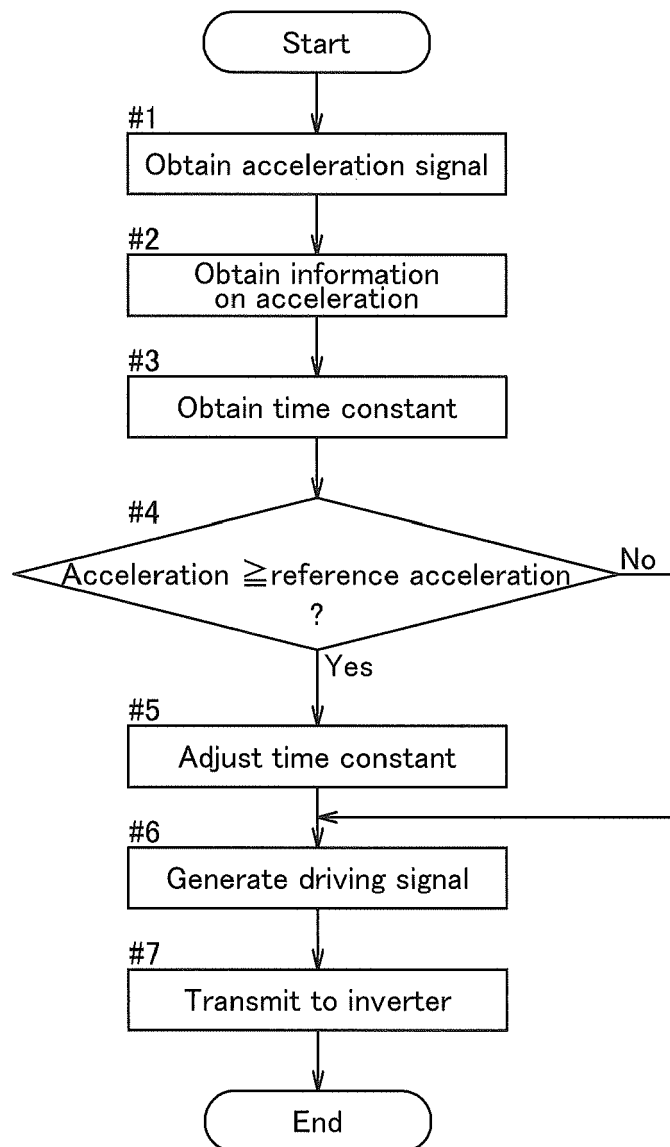 Start
#1
Obtain acceleration signal
#2
Obtain information
on acceleration
#3
Obtain time constant
#4
Acceleration ≧reference acceleration
?
No
Yes
#5
Adjust time constant
#6
Generate driving signal
#7
Transmit to inverter
End